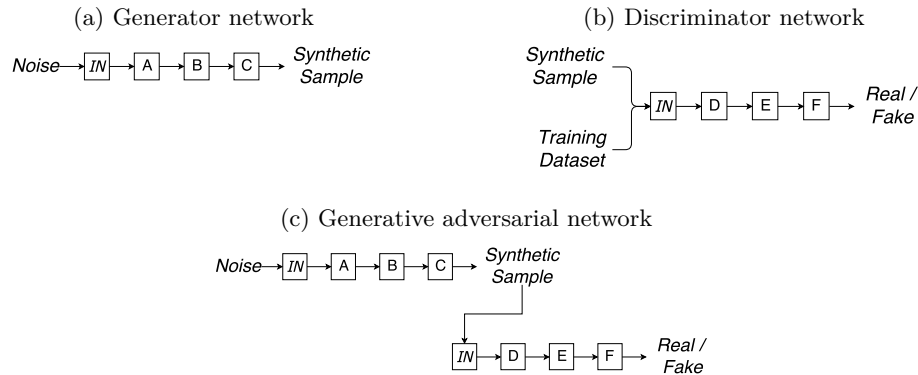 (a) Generator network
Noise IN A B C Synthetic
Sample
(b) Discriminator network
Synthetic
Sample
IN D E F Real /
Fake
Training
Dataset
(c) Generative adversarial network
Noise IN A B C Synthetic
Sample
IN D E F Real /
Fake